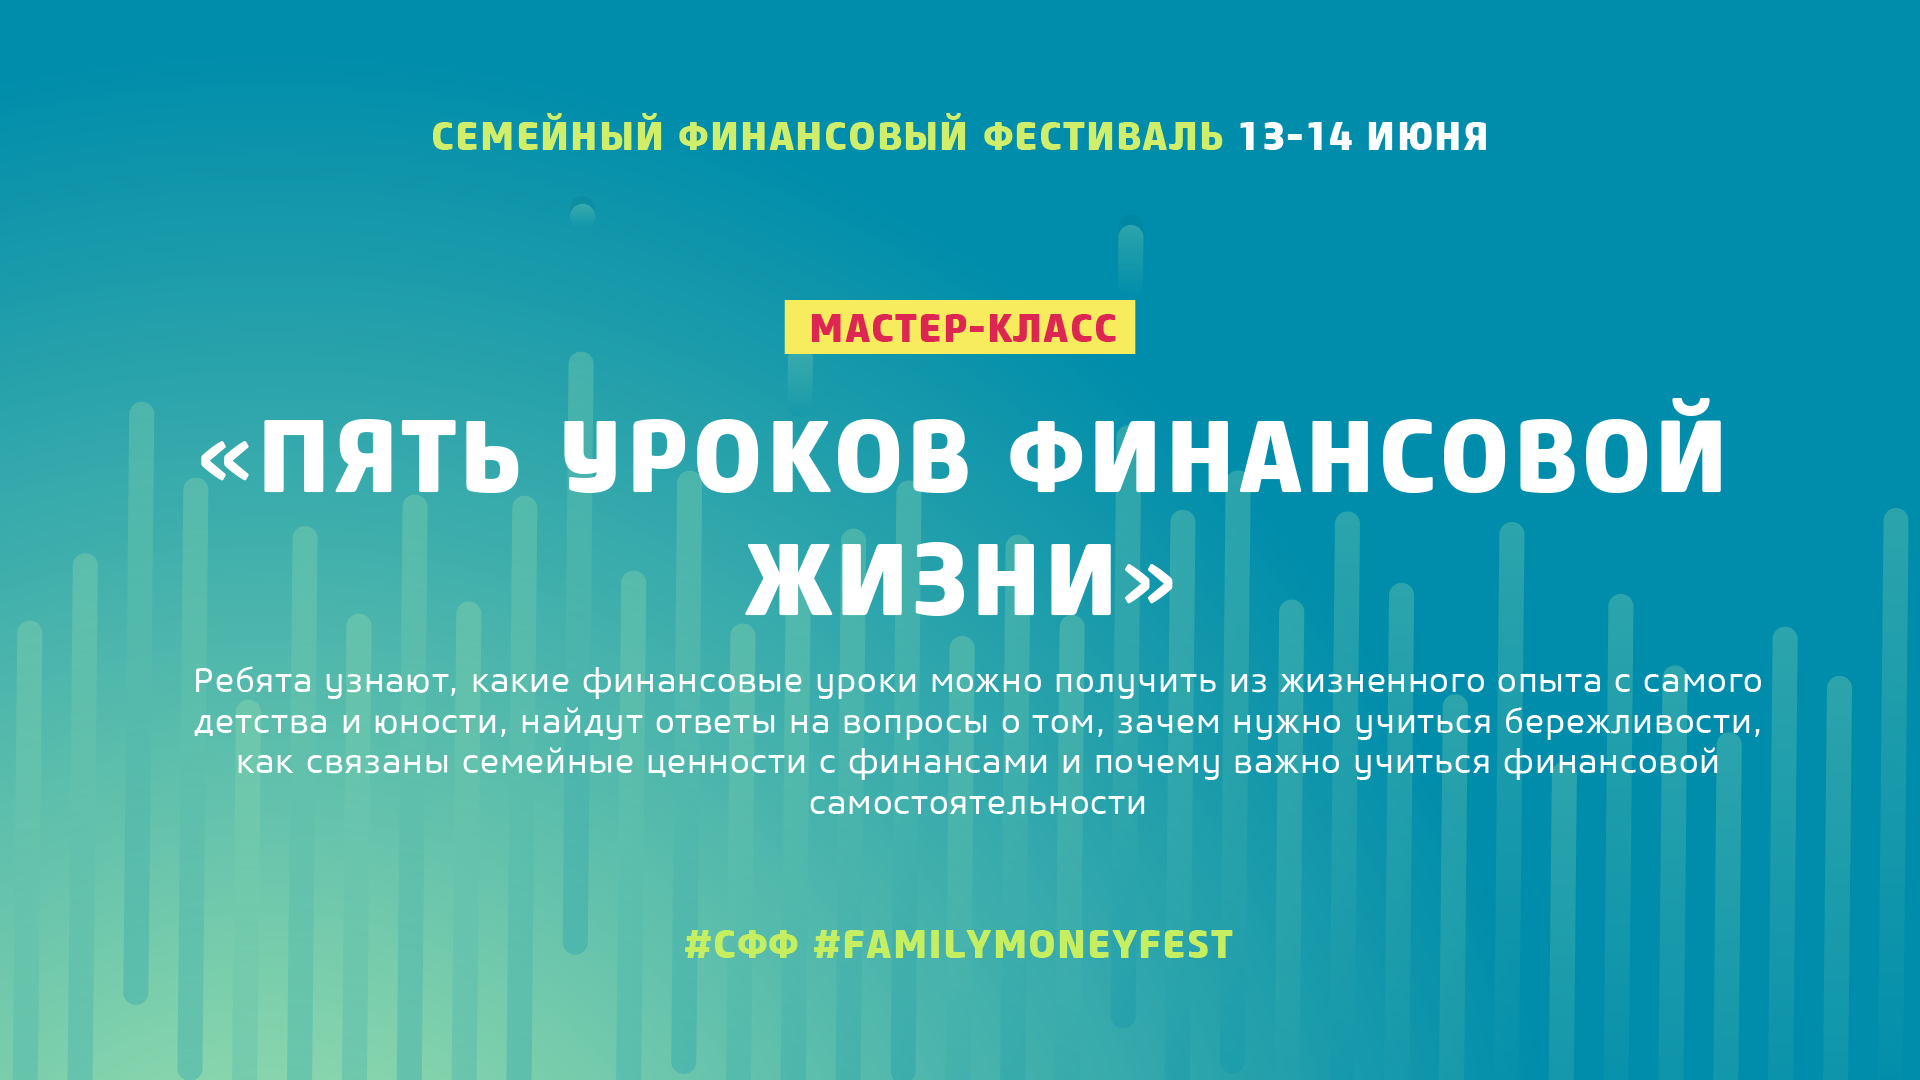 СЕМЕЙНЫЙ ФИНАНСОВЫЙ ФЕСТИВАЛЬ 13-14 ИЮНЯ
МАСТЕР-КЛАСС
«ПЯТЬ УРОКОВ ФИНАНСОВОЙ
ЖИЗНИ»
Ребята узнают, какие финансовые уроки можно получить из жизненного опыта с самого
детства и юности, найдут ответы на вопросы о том, зачем нужно учиться бережливости,
как связаны семейные ценности с финансами и почему важно учиться финансовой
самостоятельности
#СФФ #FAMILYMONEYFEST